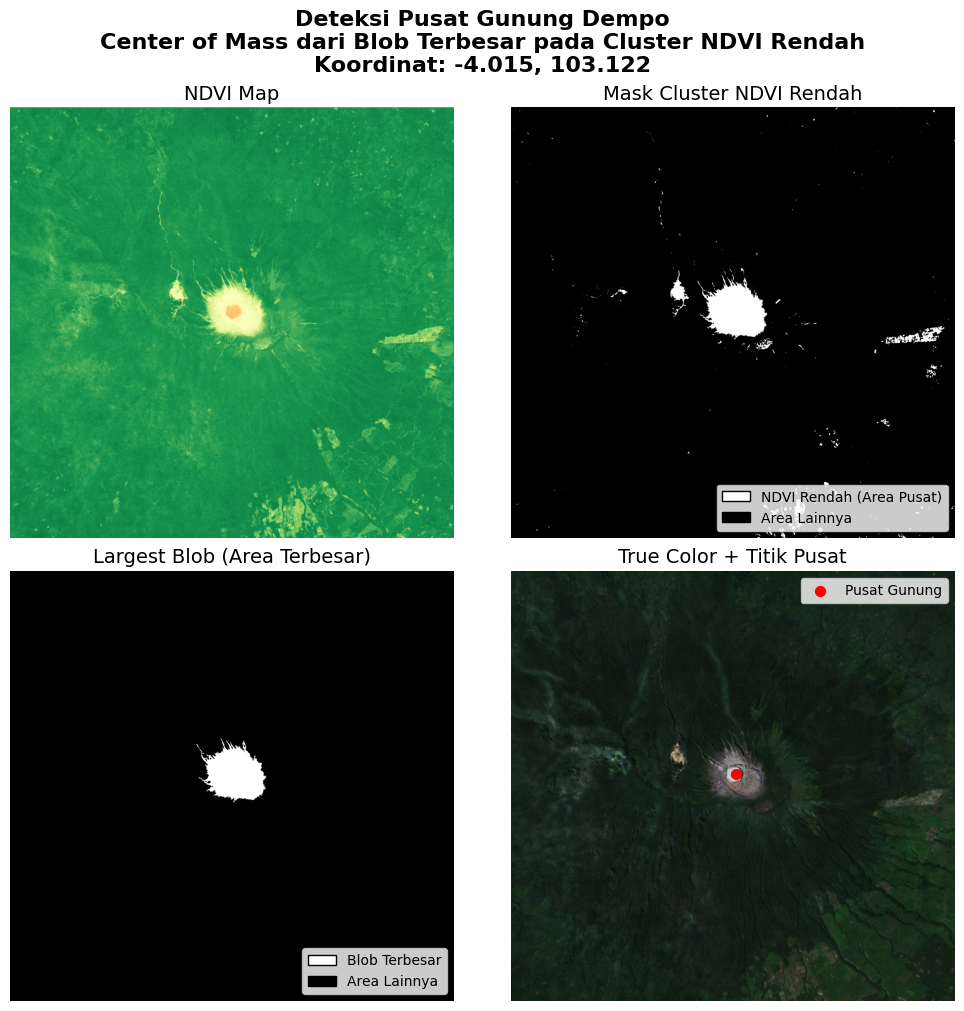 Deteksi Pusat Gunung Dempo
Center of Mass dari Blob Terbesar pada Cluster NDVI Rendah
Koordinat: -4.015, 103.122
NDVI Map
Mask Cluster NDVI Rendah
NDVI Rendah (Area Pusat)
Area Lainnya
Largest Blob (Area Terbesar)
True Color + Titik Pusat
Pusat Gunung
Blob Terbesar
Area Lainnya